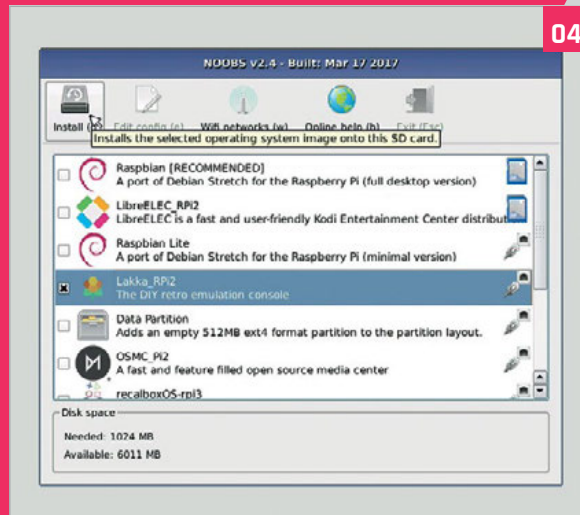 04
NOOBS v2.4 - Built: Mar 17 2017
Install Edit config (e) Wifi networks (w) Online help (h) Exit (Esc)
Installs the selected operating system image onto this SD card.
Raspbian [RECOMMENDED]
A port of Debian Stretch for the Raspberry Pi (full desktop version)
LibreELEC_RPi2
LibreELEC is a fast and user-friendly Kodi Entertainment Center distribut
Raspbian Lite
A port of Debian Stretch for the Raspberry Pi (minimal version)
Lakka_RPi2
The DIY retro emulation console
Data Partition
Adds an empty 512MB ext4 format partition to the partition layout.
OSMC_Pi2
A fast and feature filled open source media center
recalboxOS-rpi3
Disk space
Needed: 1024 MB
Available: 6011 MB